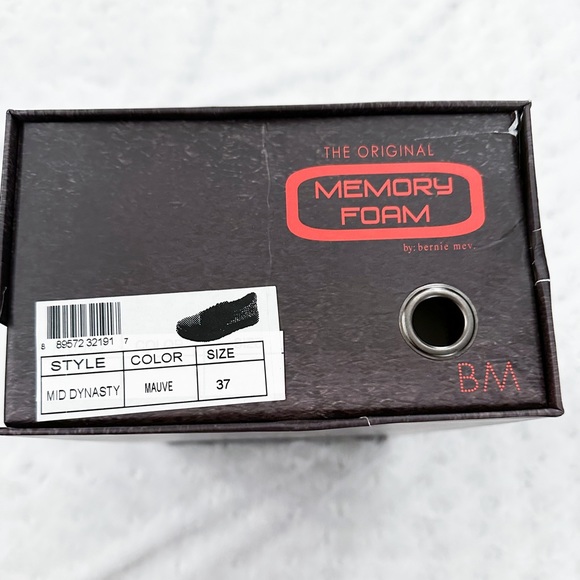 THE ORIGINAL
MEMORY
FOAM
by: bernie mev.
8 89572 32191 7
STYLE COLOR SIZE
MID DYNASTY MAUVE 37
BM